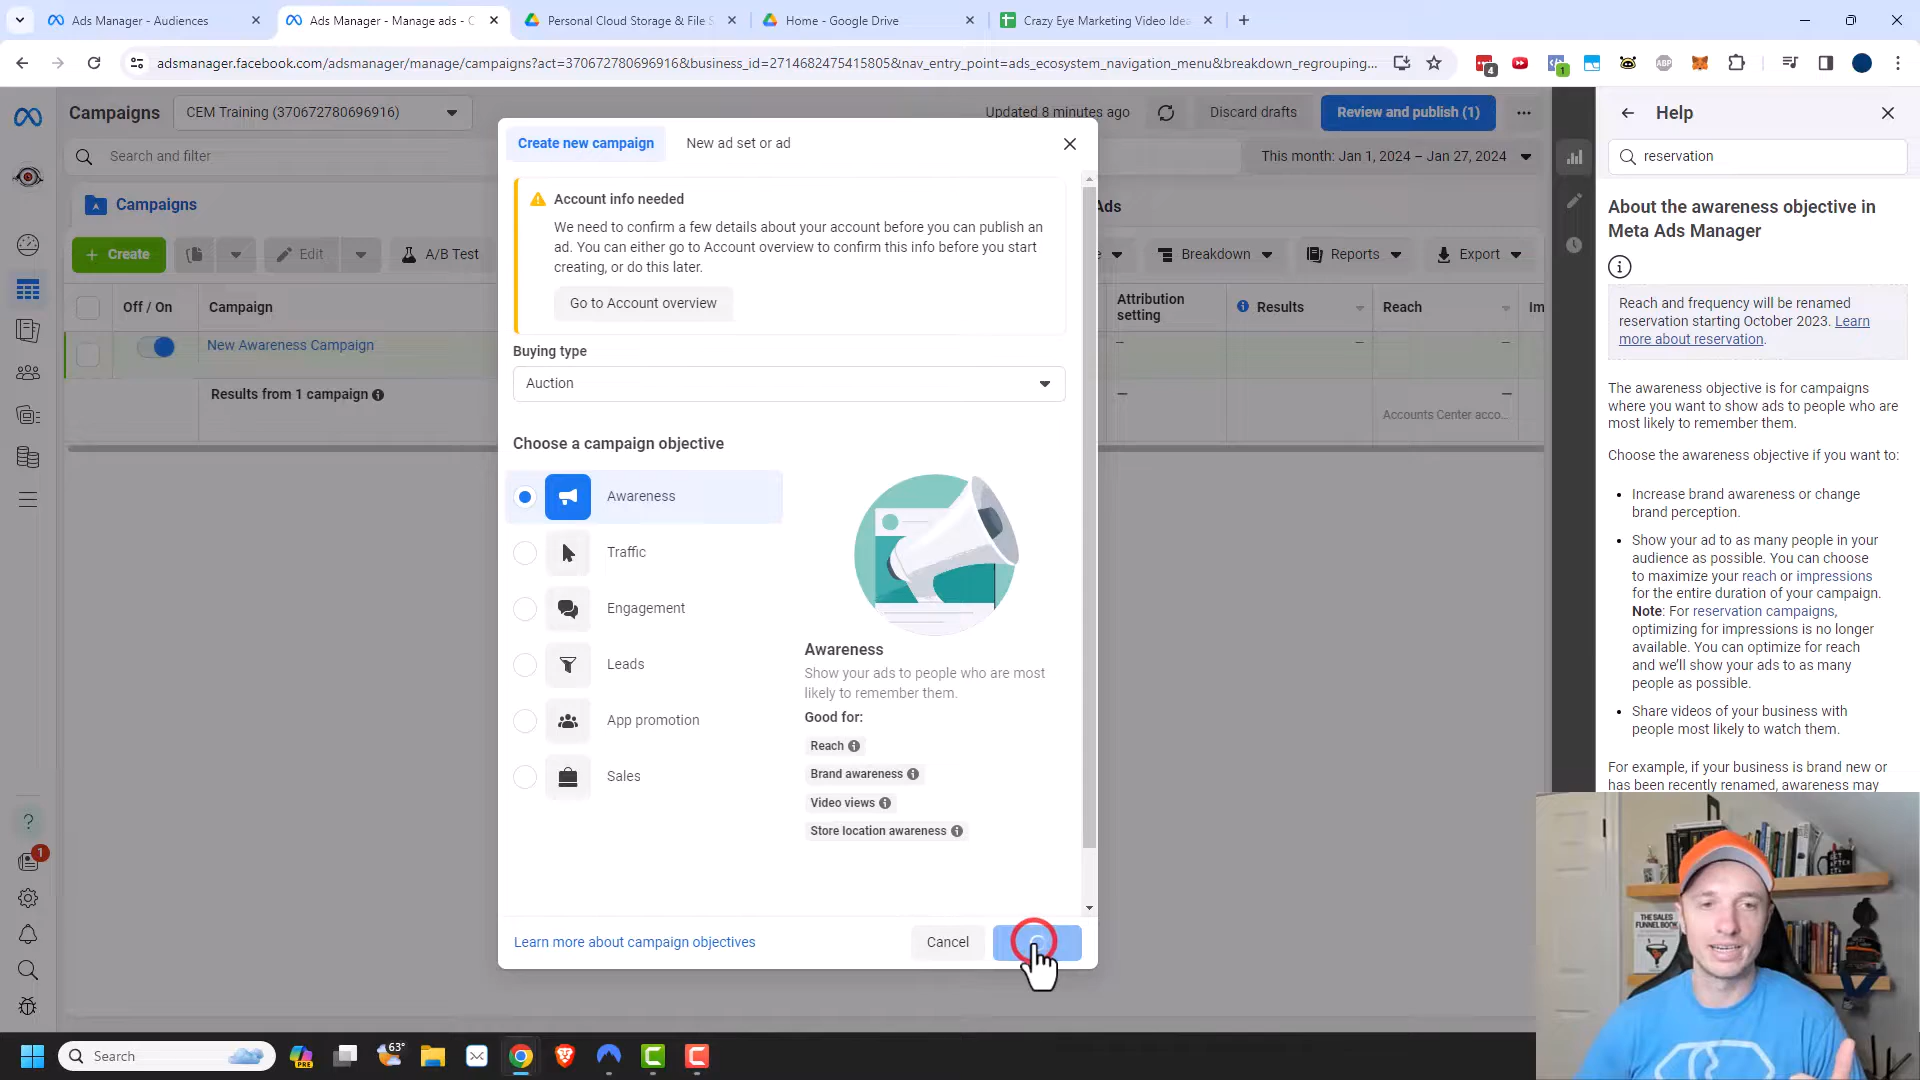 Ads Manager - Audiences
Ads Manager - Manage ads - C
Personal Cloud Storage & File S
Home - Google Drive
Crazy Eye Marketing Video Idea
adsmanager.facebook.com/adsmanager/manage/campaigns?act=370672780696916&business_id=2714682475415805&nav_entry_point=ads_ecosystem_navigation_menu&breakdown_regrouping...
4
1
ABP
Campaigns
CEM Training (370672780696916)
Updated 8 minutes ago
Discard drafts
Review and publish (1)
Search and filter
This month: Jan 1, 2024 – Jan 27, 2024
Campaigns
Ads
Create
Edit
A/B Test
Breakdown
Reports
Export
Off / On
Campaign
Attribution
setting
Results
Reach
Im
New Awareness Campaign
Results from 1 campaign
Accounts Center acco...
1
Create new campaign
New ad set or ad
Account info needed
We need to confirm a few details about your account before you can publish an
ad. You can either go to Account overview to confirm this info before you start
creating, or do this later.
Go to Account overview
Buying type
Auction
Choose a campaign objective
Awareness
Traffic
Engagement
Leads
App promotion
Sales
Awareness
Show your ads to people who are most
likely to remember them.
Good for:
Reach
Brand awareness
Video views
Store location awareness
Learn more about campaign objectives
Cancel
Help
reservation
About the awareness objective in
Meta Ads Manager
Reach and frequency will be renamed
reservation starting October 2023. Learn
more about reservation.
The awareness objective is for campaigns
where you want to show ads to people who are
most likely to remember them.
Choose the awareness objective if you want to:
• Increase brand awareness or change
brand perception.
• Show your ad to as many people in your
audience as possible. You can choose
to maximize your reach or impressions
for the entire duration of your campaign.
Note: For reservation campaigns,
optimizing for impressions is no longer
available. You can optimize for reach
and we'll show your ads to as many
people as possible.
• Share videos of your business with
people most likely to watch them.
For example, if your business is brand new or
has been recently renamed, awareness may
THE SALES
FUNNEL BOOK
Search
PRE
63°